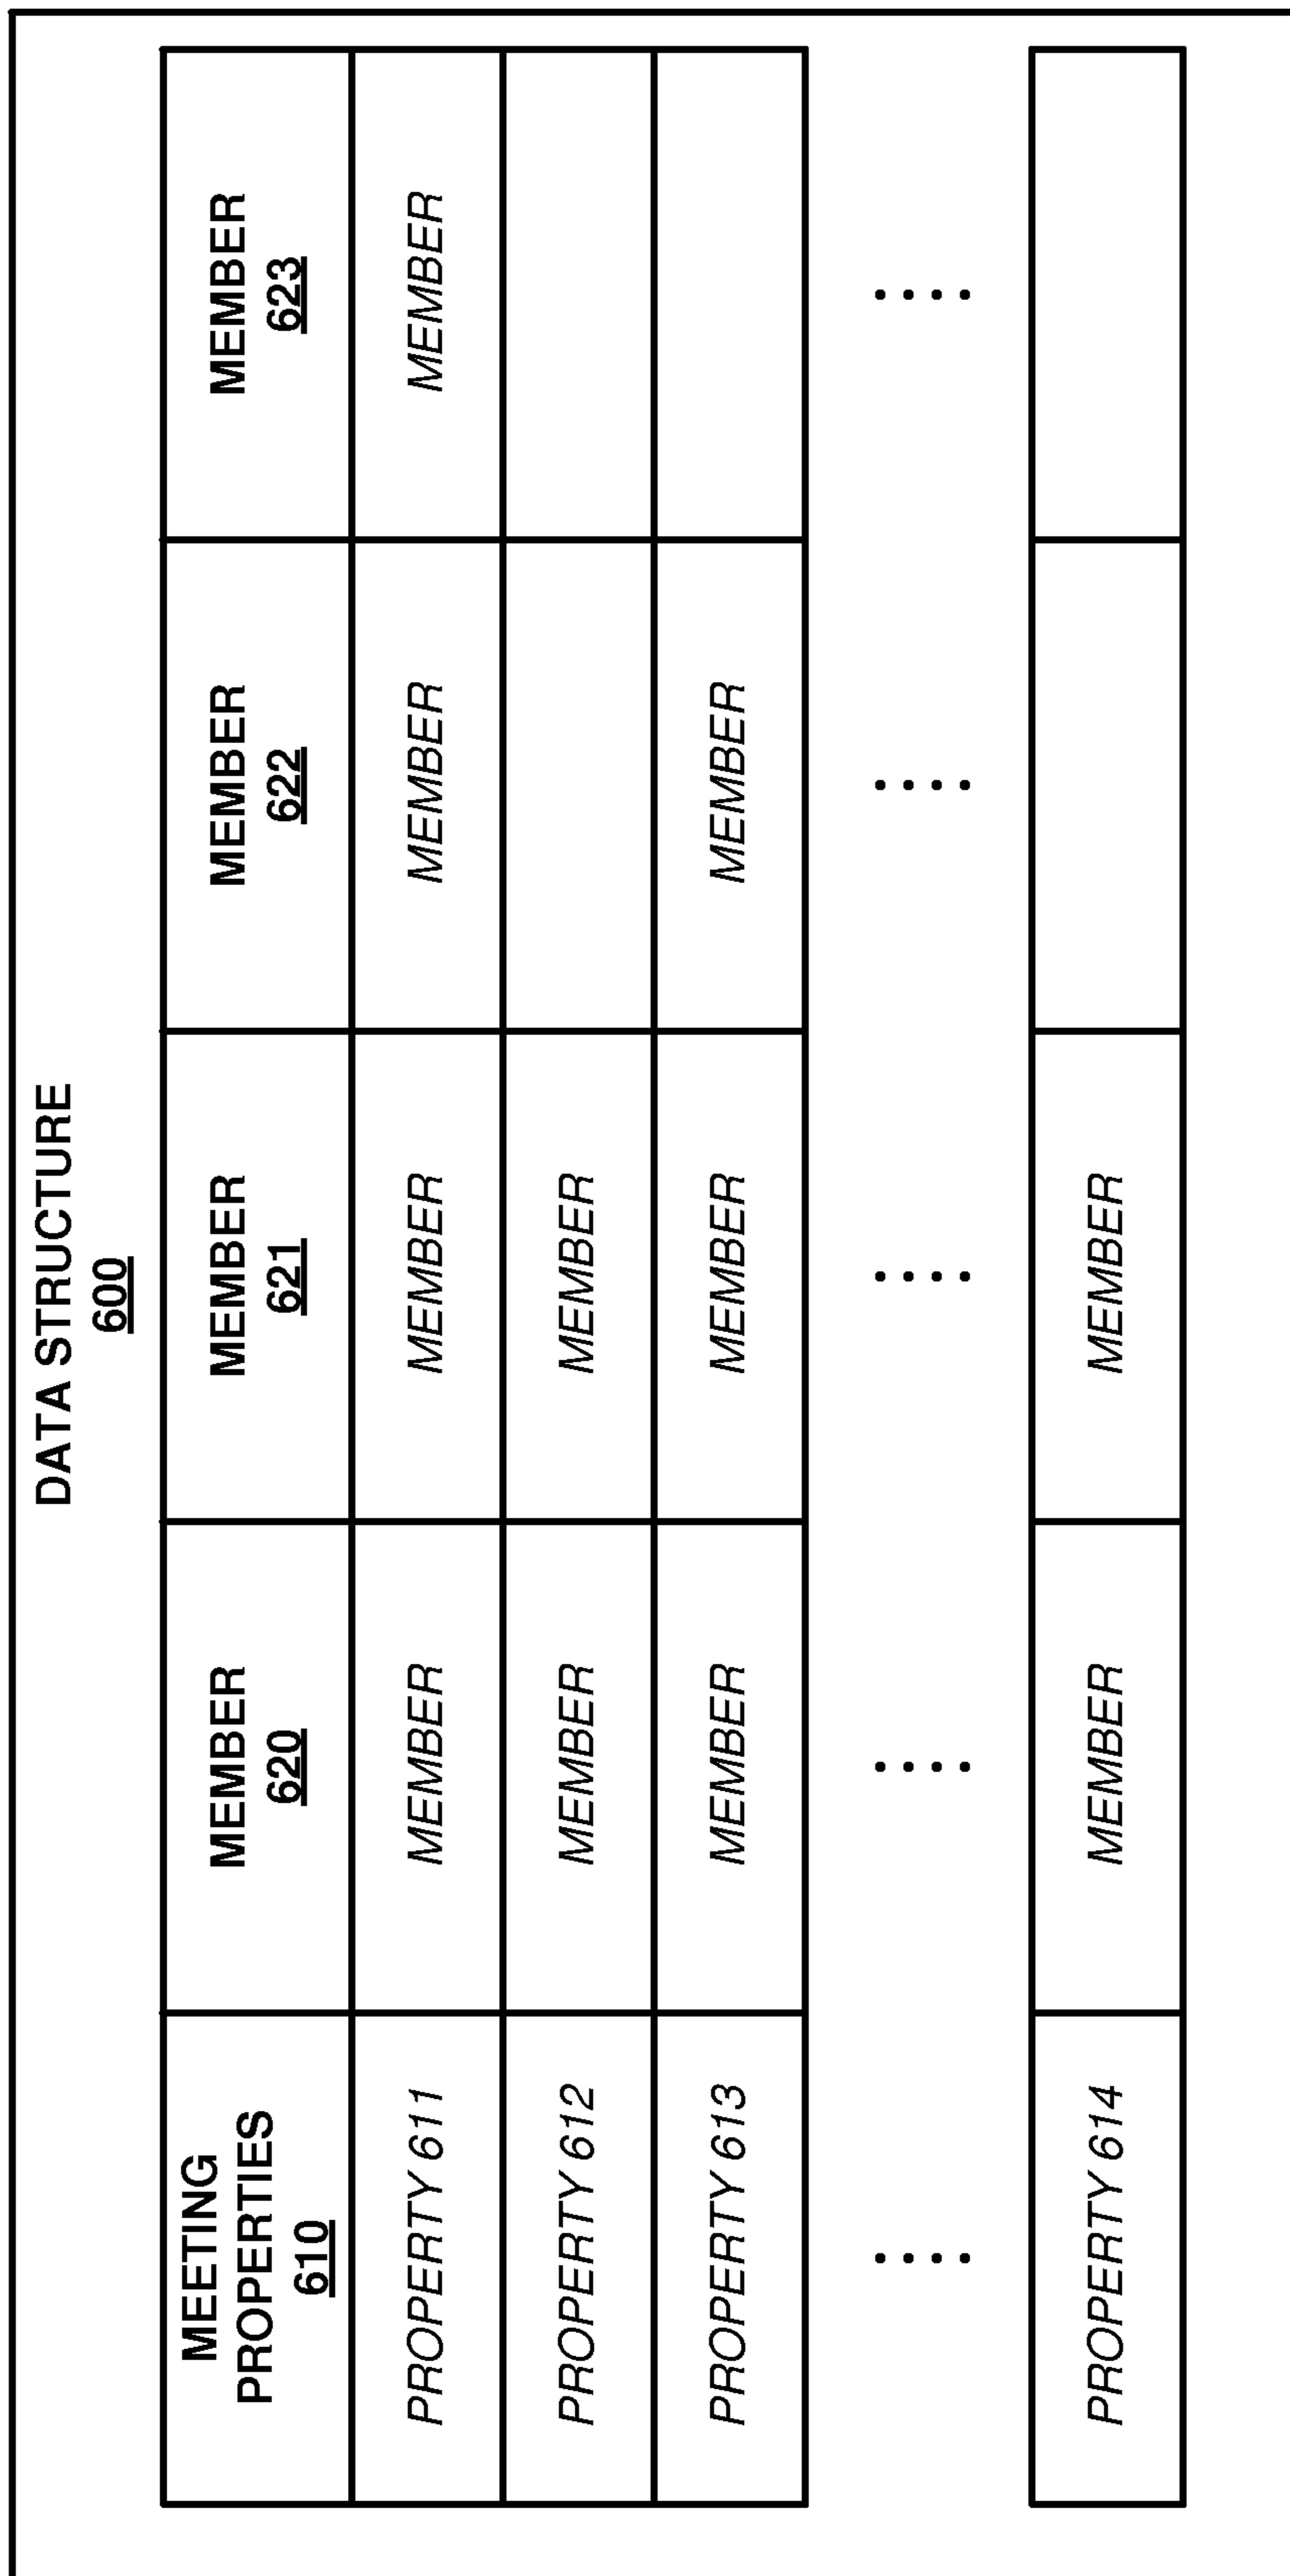 DATA STRUCTURE
600
MEETING
PROPERTIES
610
MEMBER
620
MEMBER
621
MEMBER
622
MEMBER
623
PROPERTY 611
MEMBER
MEMBER
MEMBER
MEMBER
PROPERTY 612
MEMBER
MEMBER
PROPERTY 613
MEMBER
MEMBER
MEMBER
....
....
....
....
....
PROPERTY 614
MEMBER
MEMBER